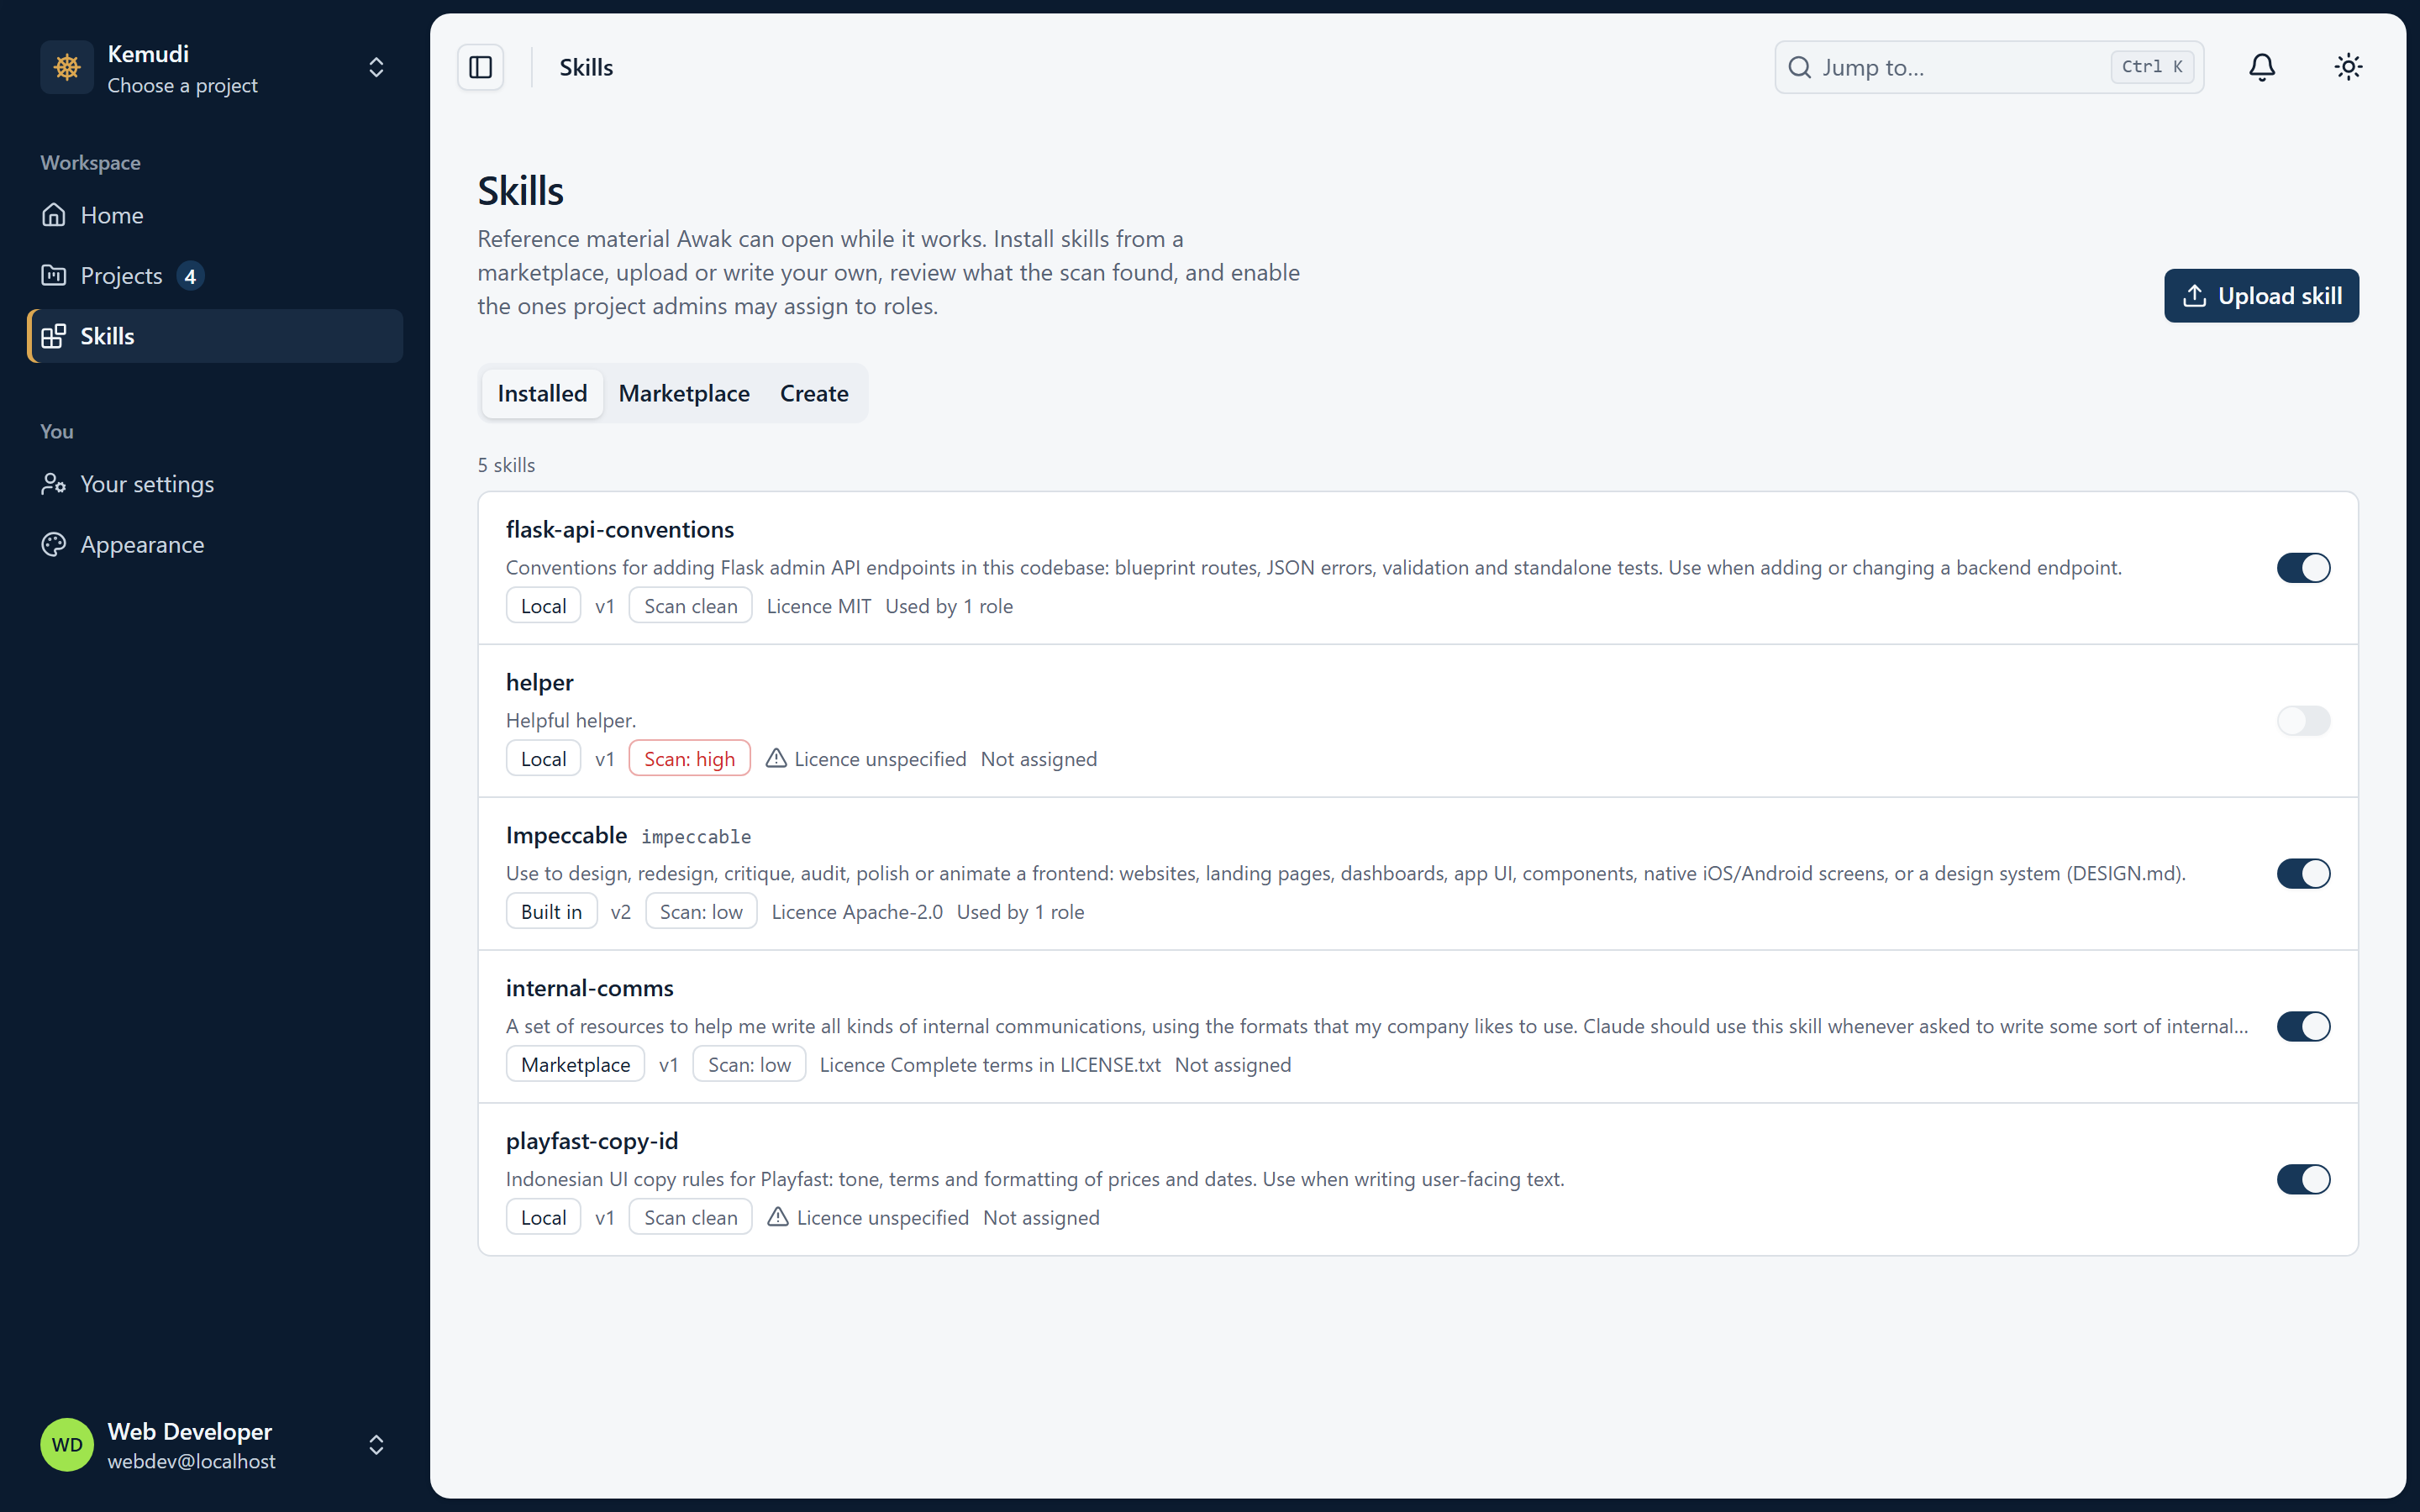 Kemudi
Choose a project
Workspace
Home
Projects 4
Skills
You
Your settings
Appearance
WD
Web Developer
webdev@localhost
Skills
Jump to...
Ctrl K
Skills
Reference material Awak can open while it works. Install skills from a
marketplace, upload or write your own, review what the scan found, and enable
the ones project admins may assign to roles.
Upload skill
Installed Marketplace Create
5 skills
flask-api-conventions
Conventions for adding Flask admin API endpoints in this codebase: blueprint routes, JSON errors, validation and standalone tests. Use when adding or changing a backend endpoint.
Local v1 Scan clean Licence MIT Used by 1 role
helper
Helpful helper.
Local v1 Scan: high Licence unspecified Not assigned
Impeccable impeccable
Use to design, redesign, critique, audit, polish or animate a frontend: websites, landing pages, dashboards, app UI, components, native iOS/Android screens, or a design system (DESIGN.md).
Built in v2 Scan: low Licence Apache-2.0 Used by 1 role
internal-comms
A set of resources to help me write all kinds of internal communications, using the formats that my company likes to use. Claude should use this skill whenever asked to write some sort of internal...
Marketplace v1 Scan: low Licence Complete terms in LICENSE.txt Not assigned
playfast-copy-id
Indonesian UI copy rules for Playfast: tone, terms and formatting of prices and dates. Use when writing user-facing text.
Local v1 Scan clean Licence unspecified Not assigned